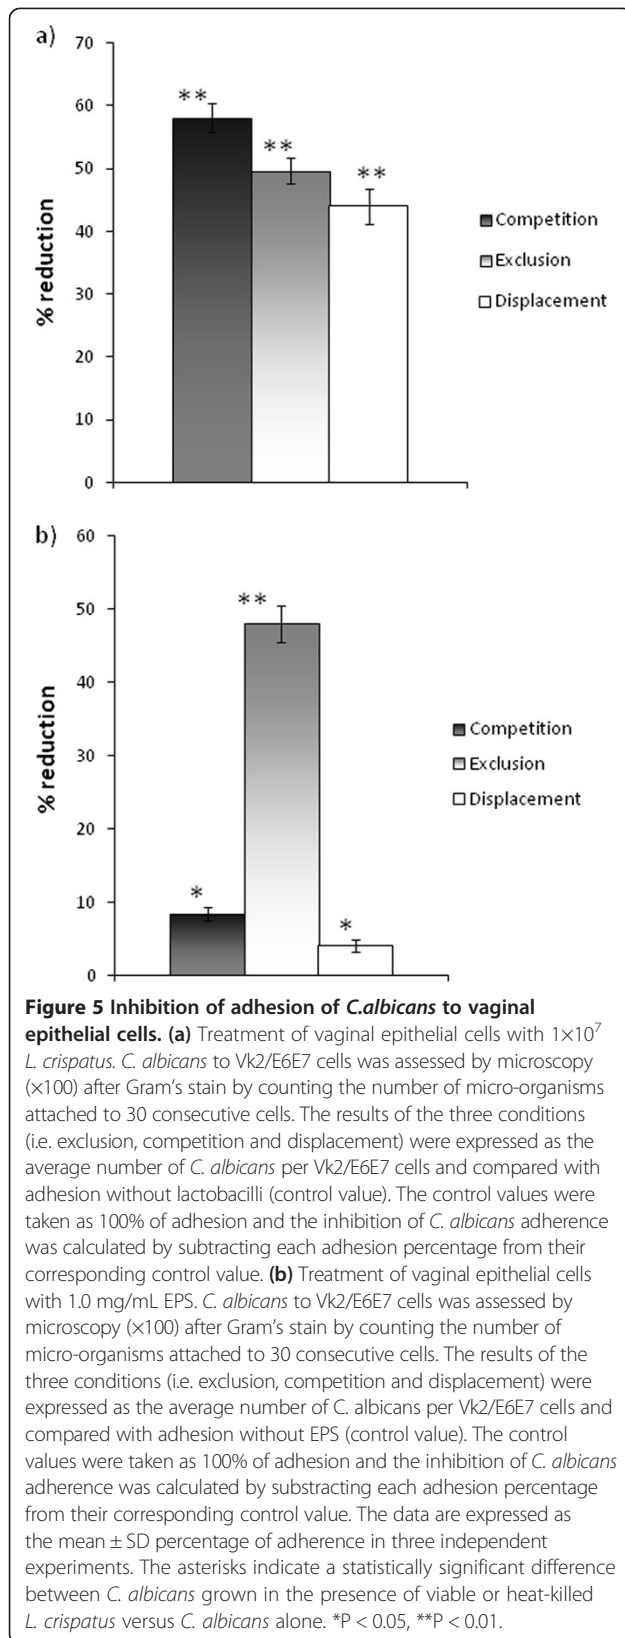 a)
70
60
50
40
30
20
10
0
% reduction
**
**
**
Competition
Exclusion
Displacement
b)
60
50
40
30
20
10
0
% reduction
*
**
*
Competition
Exclusion
Displacement
Figure 5 Inhibition of adhesion of C.albicans to vaginal
epithelial cells. (a) Treatment of vaginal epithelial cells with 1×10⁷
L. crispatus. C. albicans to Vk2/E6E7 cells was assessed by microscopy
(×100) after Gram's stain by counting the number of micro-organisms
attached to 30 consecutive cells. The results of the three conditions
(i.e. exclusion, competition and displacement) were expressed as the
average number of C. albicans per Vk2/E6E7 cells and compared with
adhesion without lactobacilli (control value). The control values were
taken as 100% of adhesion and the inhibition of C. albicans adherence
was calculated by subtracting each adhesion percentage from their
corresponding control value. (b) Treatment of vaginal epithelial cells
with 1.0 mg/mL EPS. C. albicans to Vk2/E6E7 cells was assessed by
microscopy (×100) after Gram's stain by counting the number of
micro-organisms attached to 30 consecutive cells. The results of the
three conditions (i.e. exclusion, competition and displacement) were
expressed as the average number of C. albicans per Vk2/E6E7 cells and
compared with adhesion without EPS (control value). The control
values were taken as 100% of adhesion and the inhibition of C. albicans
adherence was calculated by substracting each adhesion percentage
from their corresponding control value. The data are expressed as
the mean ± SD percentage of adherence in three independent
experiments. The asterisks indicate a statistically significant difference
between C. albicans grown in the presence of viable or heat-killed
L. crispatus versus C. albicans alone. *P < 0.05, **P < 0.01.